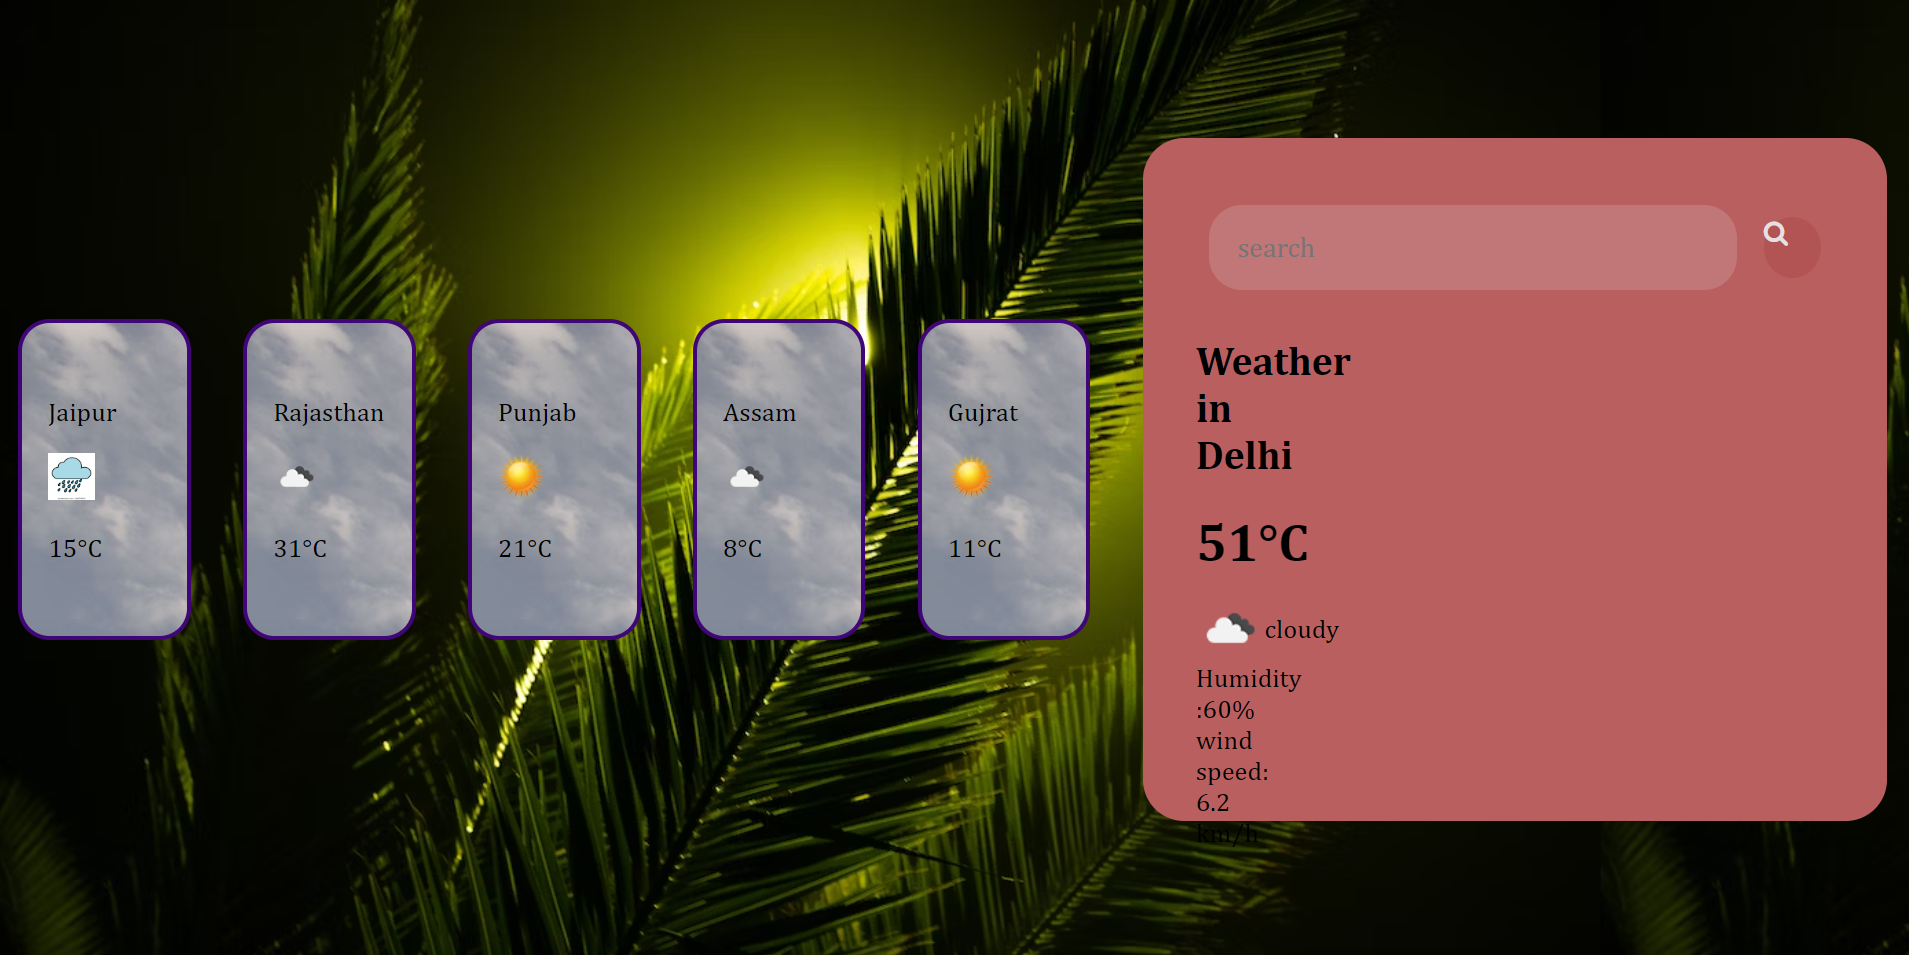 search
Weather
in
Delhi
51°C
cloudy
Humidity
:60%
wind
speed:
6.2
km/h
Jaipur
15°C
Rajasthan
31°C
Punjab
21°C
Assam
8°C
Gujrat
11°C